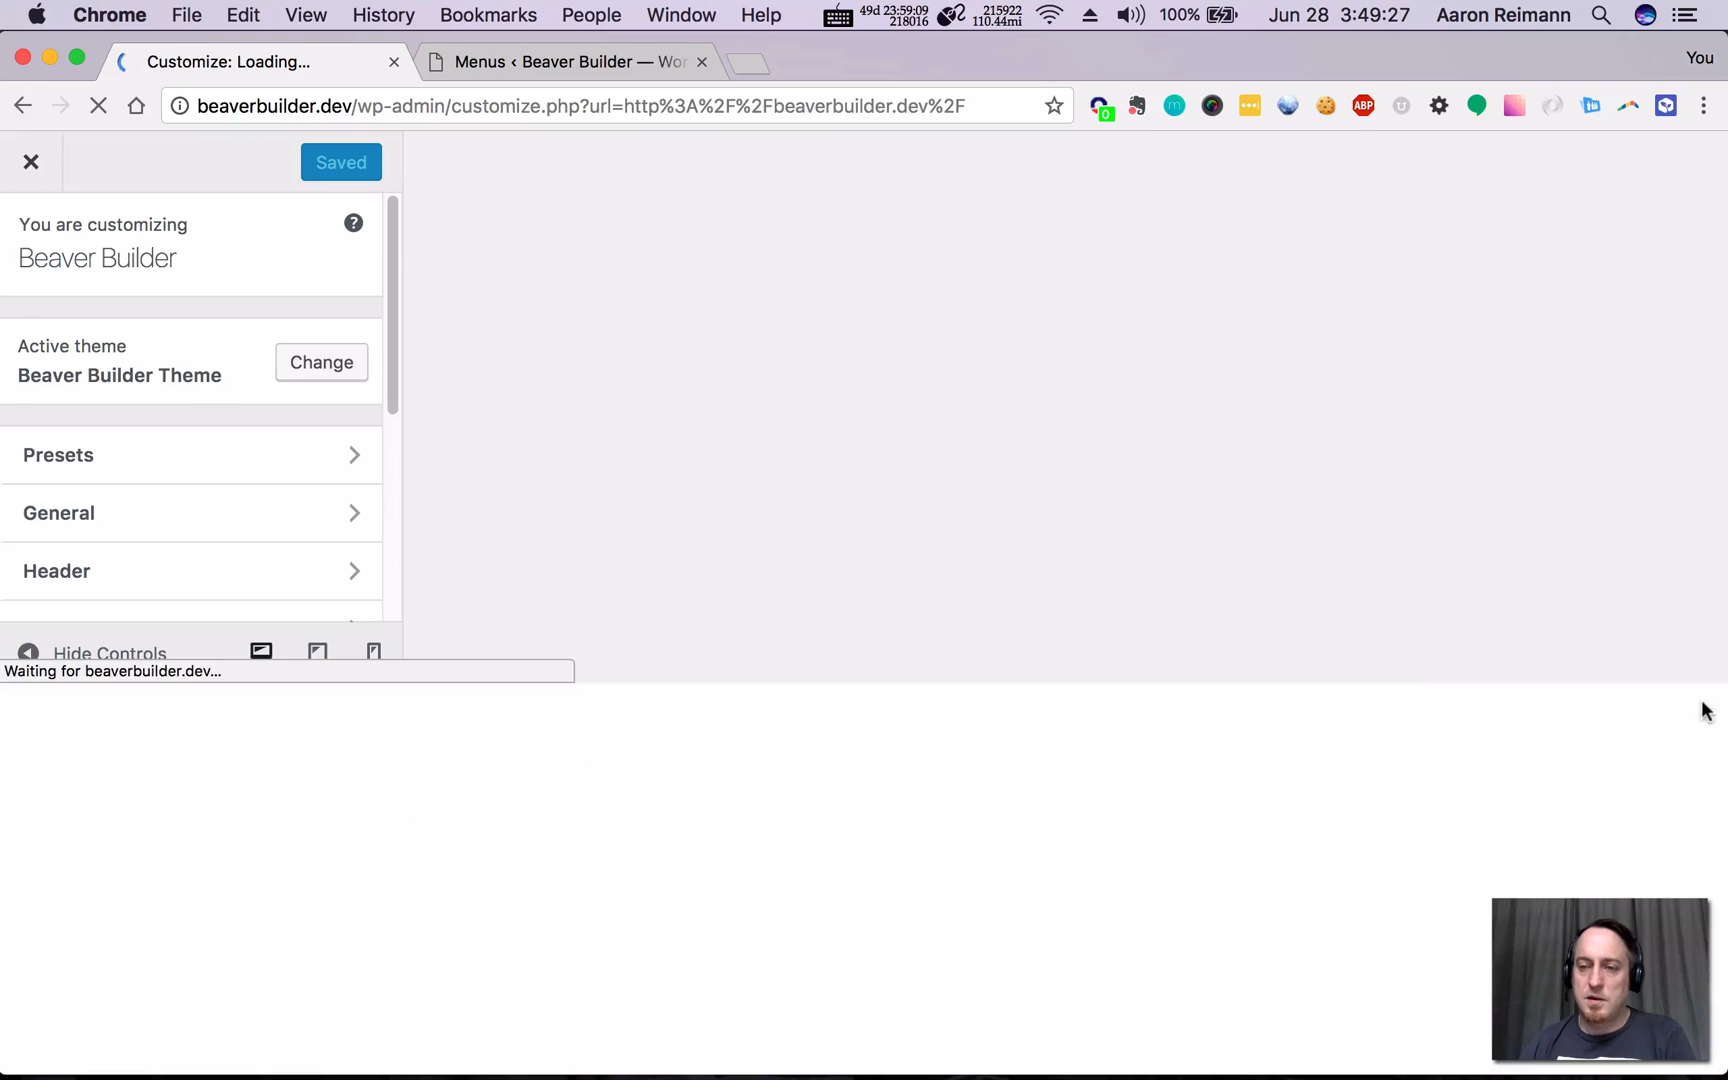 Chrome File Edit View History Bookmarks People Window Help 49d 23:59:09 218016 215922 110.44mi 100% Jun 28 3:49:27 Aaron Reimann
Customize: Loading... Menus ‹ Beaver Builder — Wor You
beaverbuilder.dev/wp-admin/customize.php?url=http%3A%2F%2Fbeaverbuilder.dev%2F 0 m ABP
Saved
You are customizing
Beaver Builder
Active theme
Beaver Builder Theme
Change
Presets
General
Header
Hide Controls
Waiting for beaverbuilder.dev...